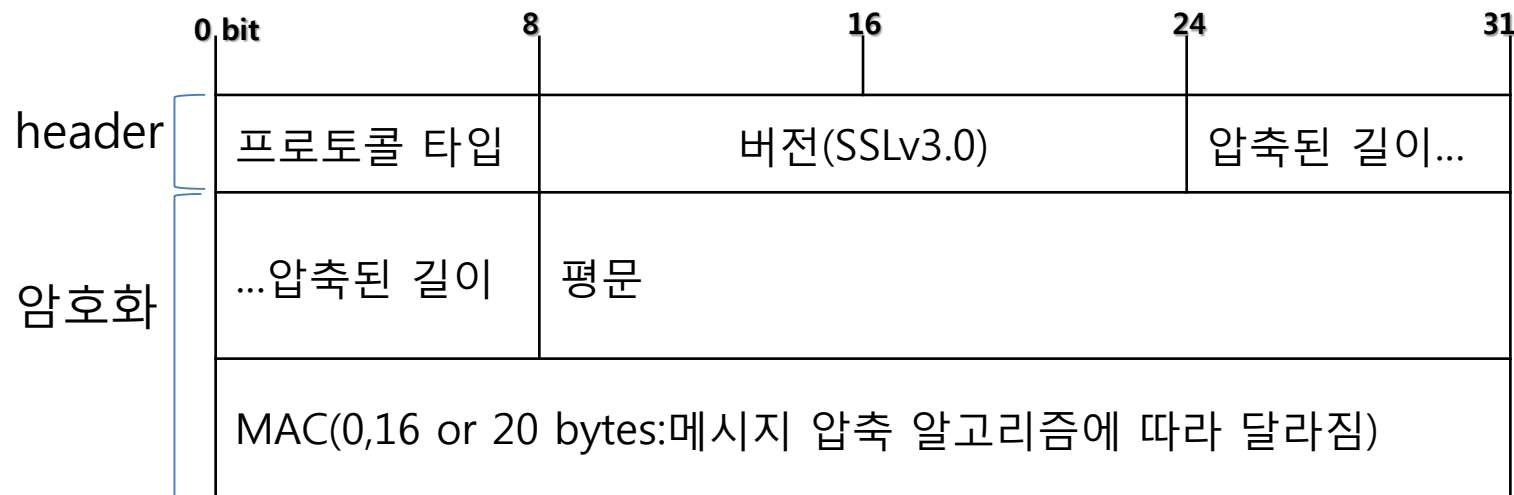 0 bit 8 16 24 31
header 프로토콜 타입 버전(SSLv3.0) 압축된 길이...
암호화 ...압축된 길이 평문
MAC(0,16 or 20 bytes:메시지 압축 알고리즘에 따라 달라짐)